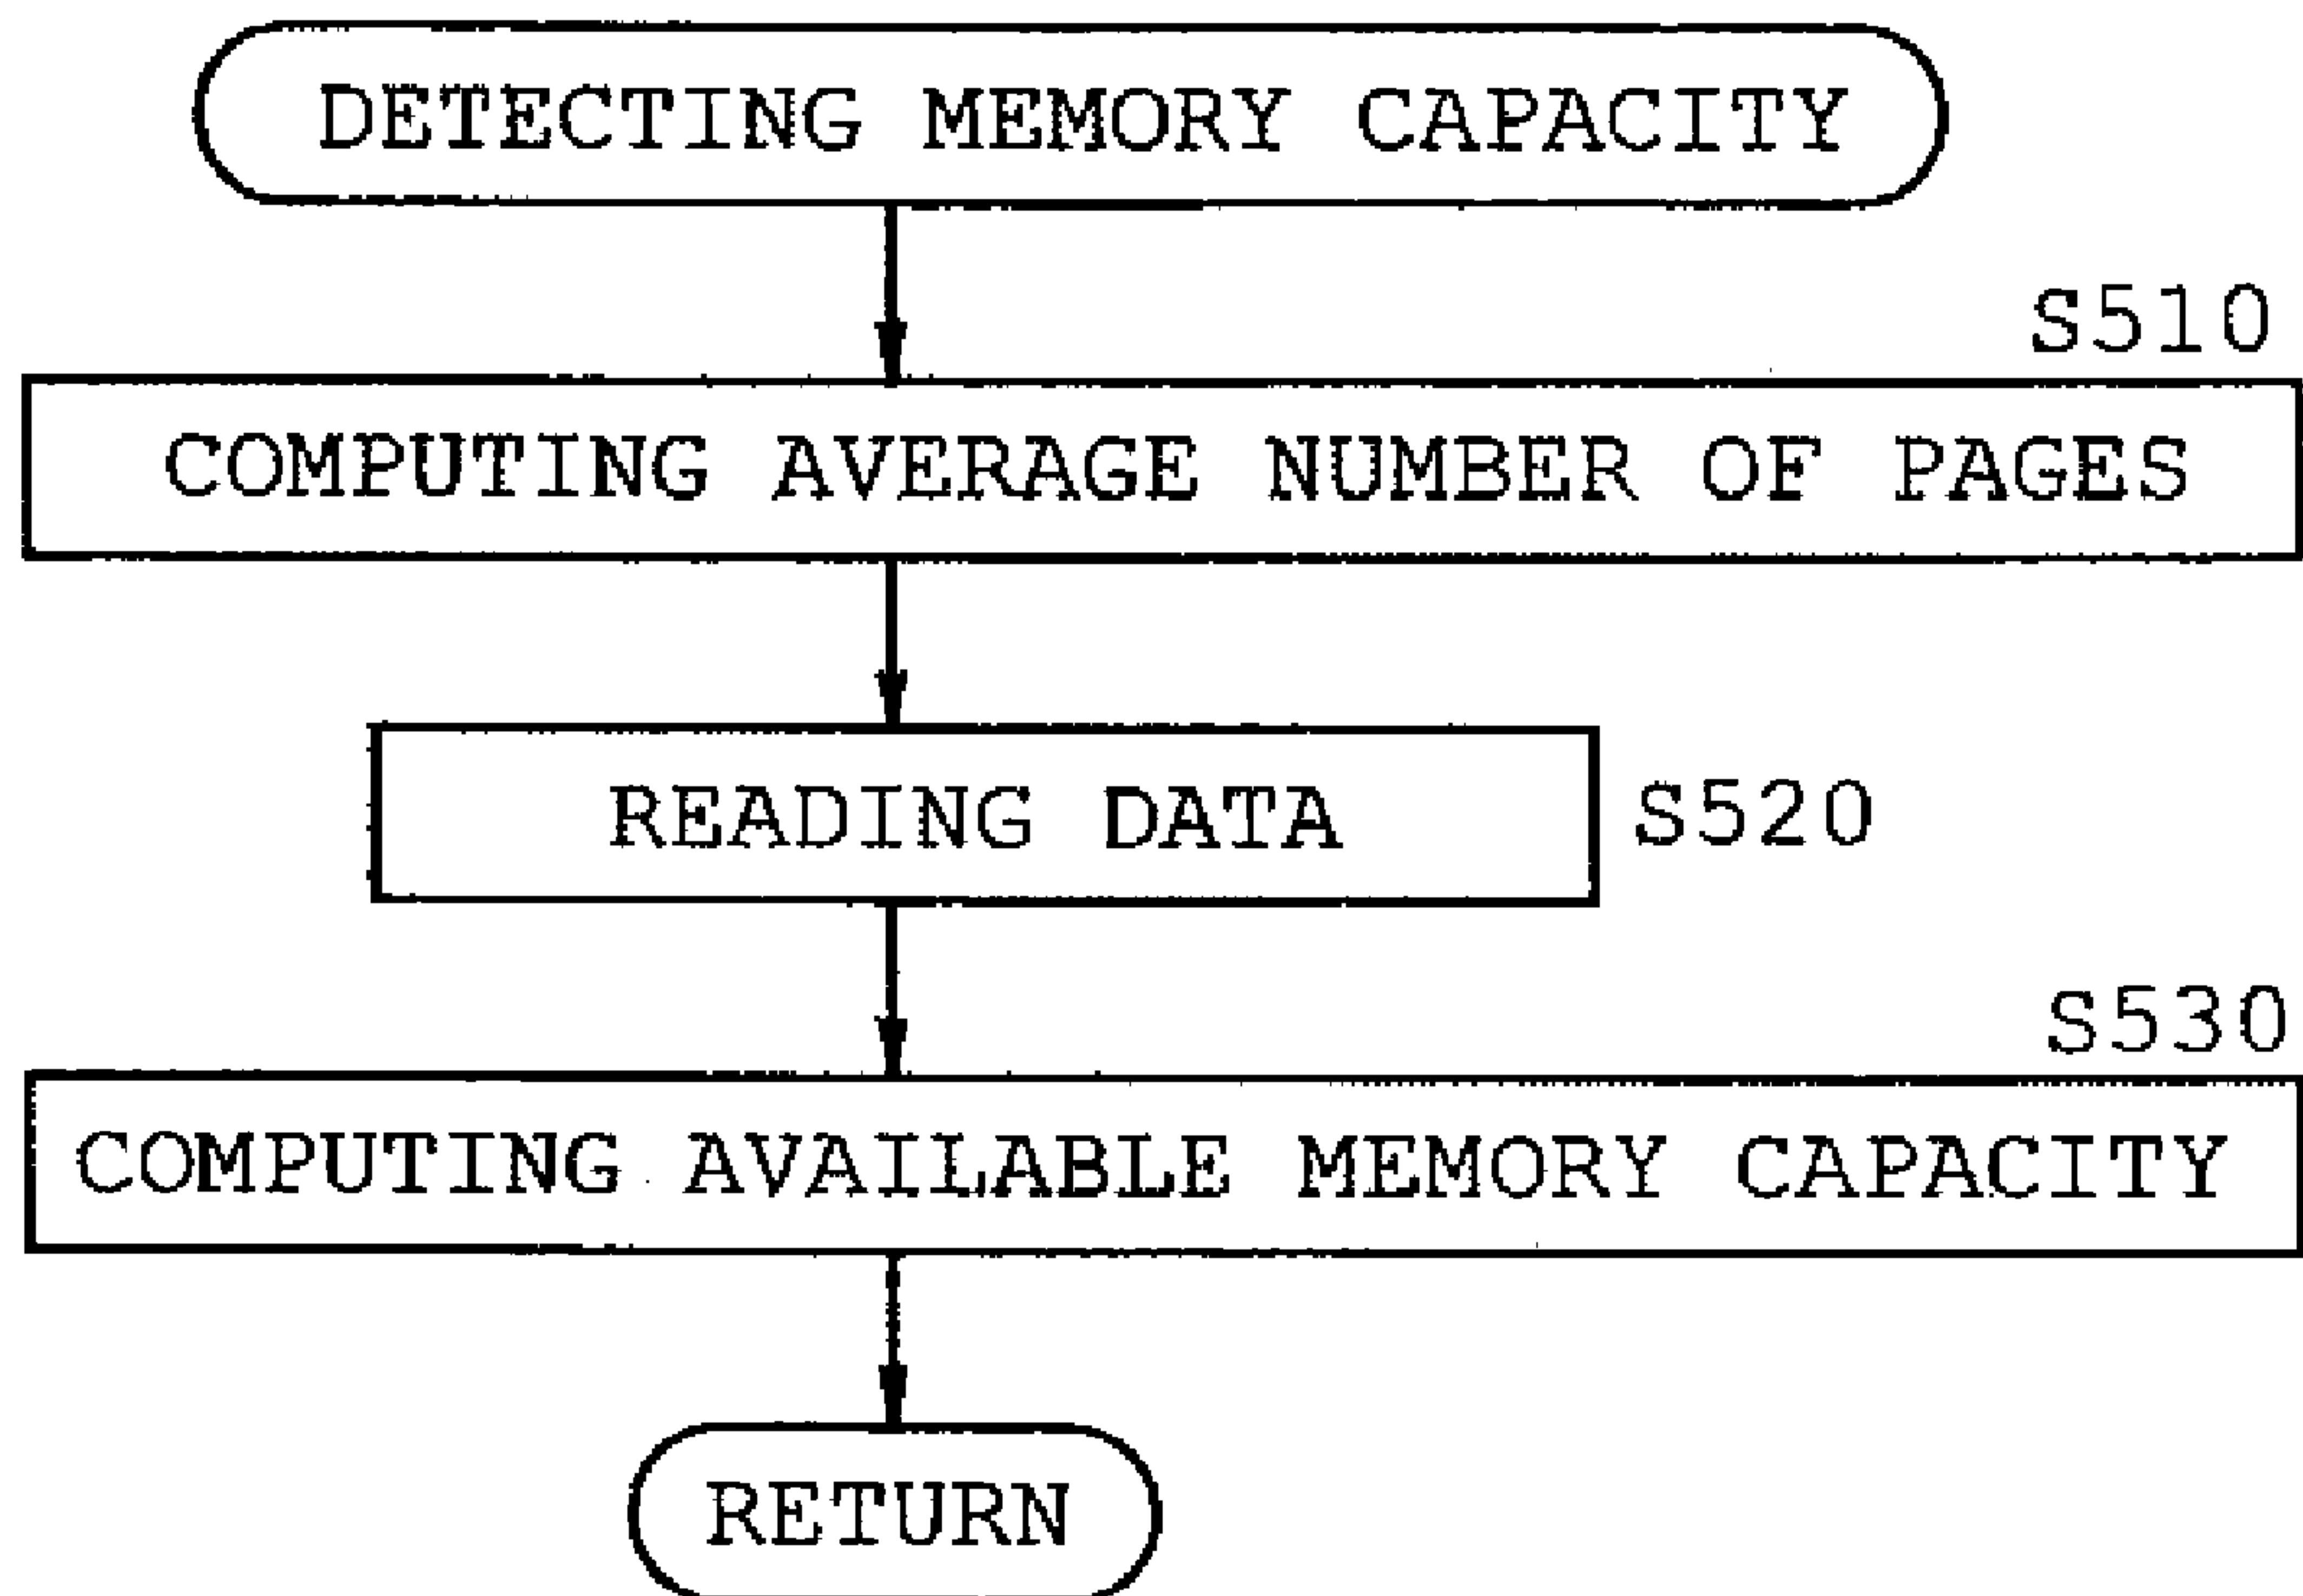 DETECTING MEMORY CAPACITY
S510
COMPUTING AVERAGE NUMBER OF PAGES
READING DATA S520
S530
COMPUTING AVAILABLE MEMORY CAPACITY
RETURN